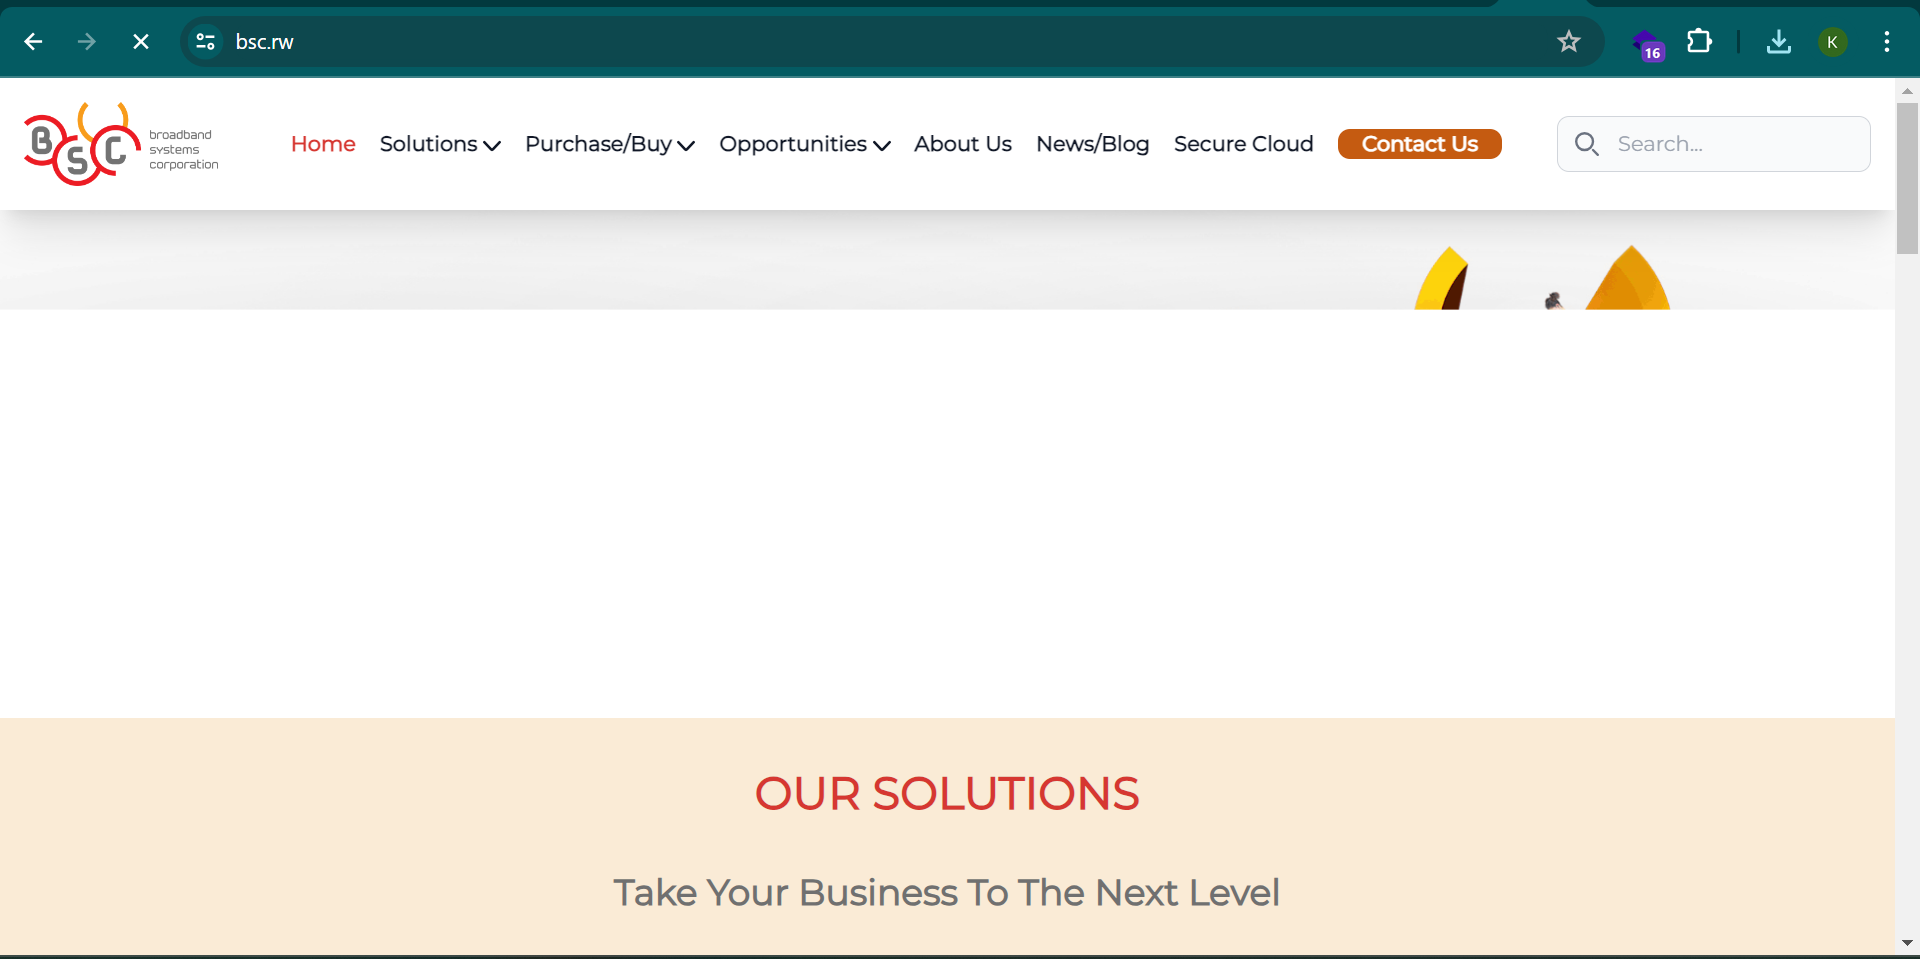 bsc.rw
16
K
BSC
broadband
systems
corporation
Home Solutions Purchase/Buy Opportunities About Us News/Blog Secure Cloud Contact Us Search...
OUR SOLUTIONS
Take Your Business To The Next Level